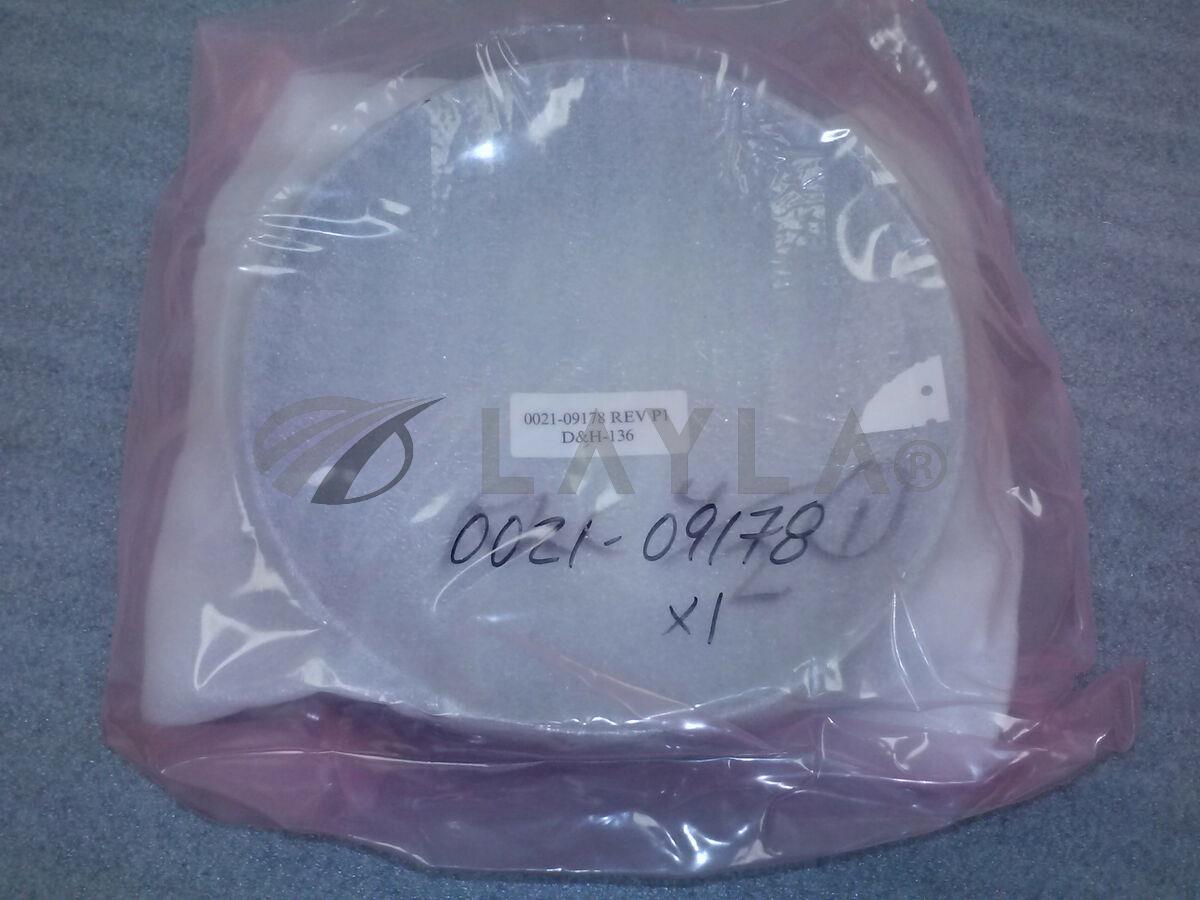 0021-09178 REV P1
D&H-136
LAYLA®
0021-09178
X1